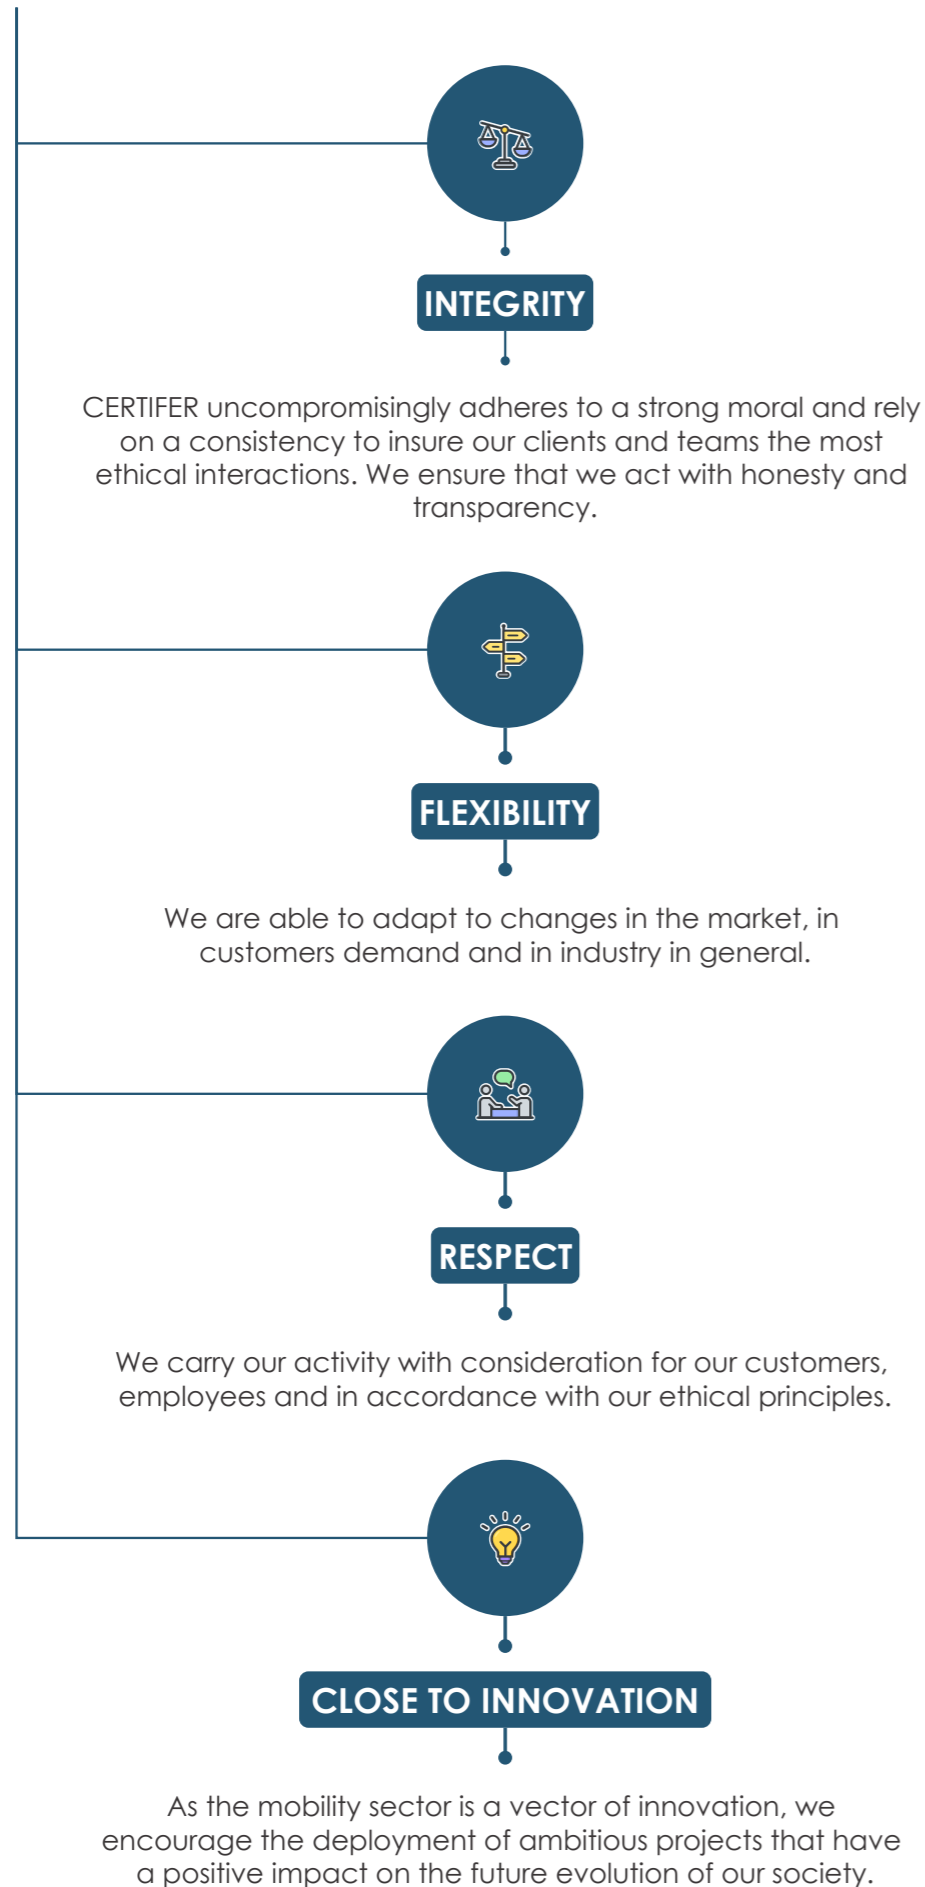 INTEGRITY
CERTIFER uncompromisingly adheres to a strong moral and rely
on a consistency to insure our clients and teams the most
ethical interactions. We ensure that we act with honesty and
transparency.
FLEXIBILITY
We are able to adapt to changes in the market, in
customers demand and in industry in general.
RESPECT
We carry our activity with consideration for our customers,
employees and in accordance with our ethical principles.
CLOSE TO INNOVATION
As the mobility sector is a vector of innovation, we
encourage the deployment of ambitious projects that have
a positive impact on the future evolution of our society.